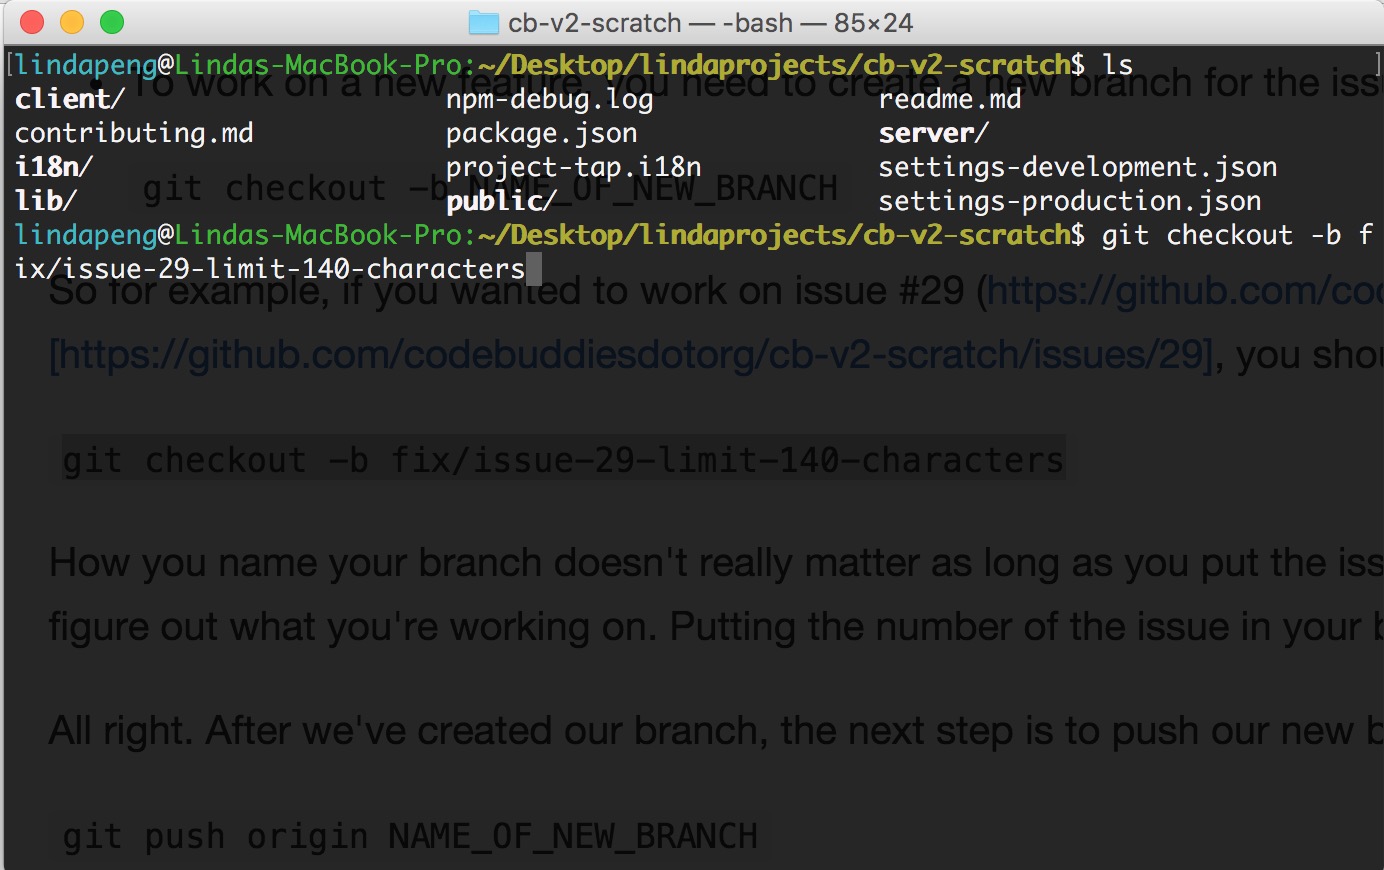 cb-v2-scratch — -bash — 85×24
[lindapeng@Lindas-MacBook-Pro:~/Desktop/lindaprojects/cb-v2-scratch$ ls ]
To work on a new feature, you need to create a new branch for the iss
client/ npm-debug.log readme.md
contributing.md package.json server/
i18n/ project-tap.i18n settings-development.json
git checkout -b NAME_OF_NEW_BRANCH
lib/ public/ settings-production.json
lindapeng@Lindas-MacBook-Pro:~/Desktop/lindaprojects/cb-v2-scratch$ git checkout -b f
ix/issue-29-limit-140-characters
So for example, if you wanted to work on issue #29 (https://github.com/cod
[https://github.com/codebuddiesdotorg/cb-v2-scratch/issues/29], you shou
git checkout -b fix/issue-29-limit-140-characters
How you name your branch doesn't really matter as long as you put the iss
figure out what you're working on. Putting the number of the issue in your b
All right. After we've created our branch, the next step is to push our new b
git push origin NAME_OF_NEW_BRANCH